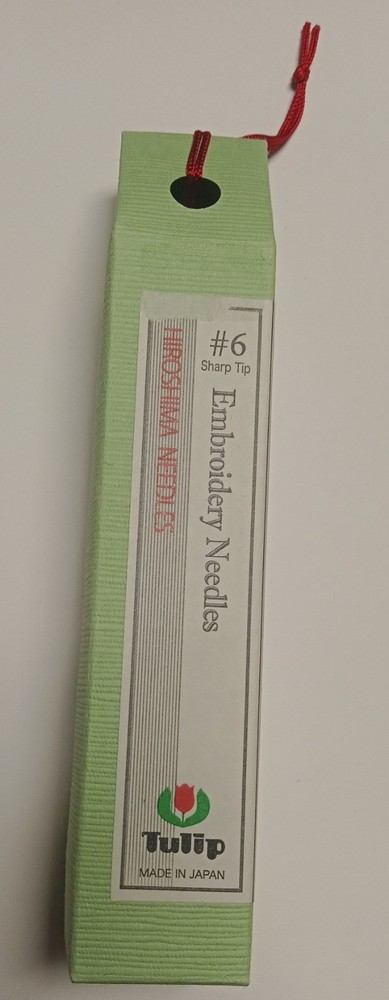 #6
Sharp Tip
Embroidery Needles
HIROSHIMA NEEDLES
Tulip
MADE IN JAPAN